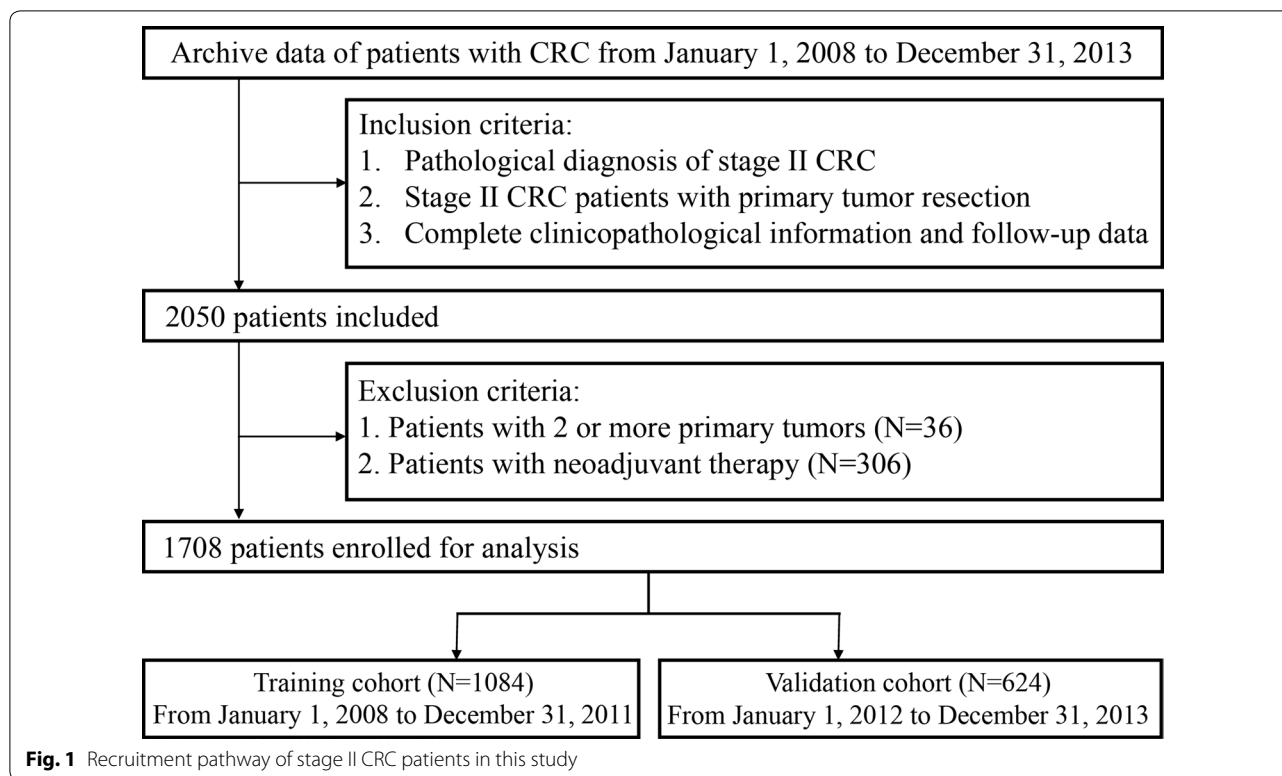 Archive data of patients with CRC from January 1, 2008 to December 31, 2013
Inclusion criteria:
1. Pathological diagnosis of stage II CRC
2. Stage II CRC patients with primary tumor resection
3. Complete clinicopathological information and follow-up data
2050 patients included
Exclusion criteria:
1. Patients with 2 or more primary tumors (N=36)
2. Patients with neoadjuvant therapy (N=306)
1708 patients enrolled for analysis
Training cohort (N=1084)
From January 1, 2008 to December 31, 2011
Validation cohort (N=624)
From January 1, 2012 to December 31, 2013
Fig. 1 Recruitment pathway of stage II CRC patients in this study